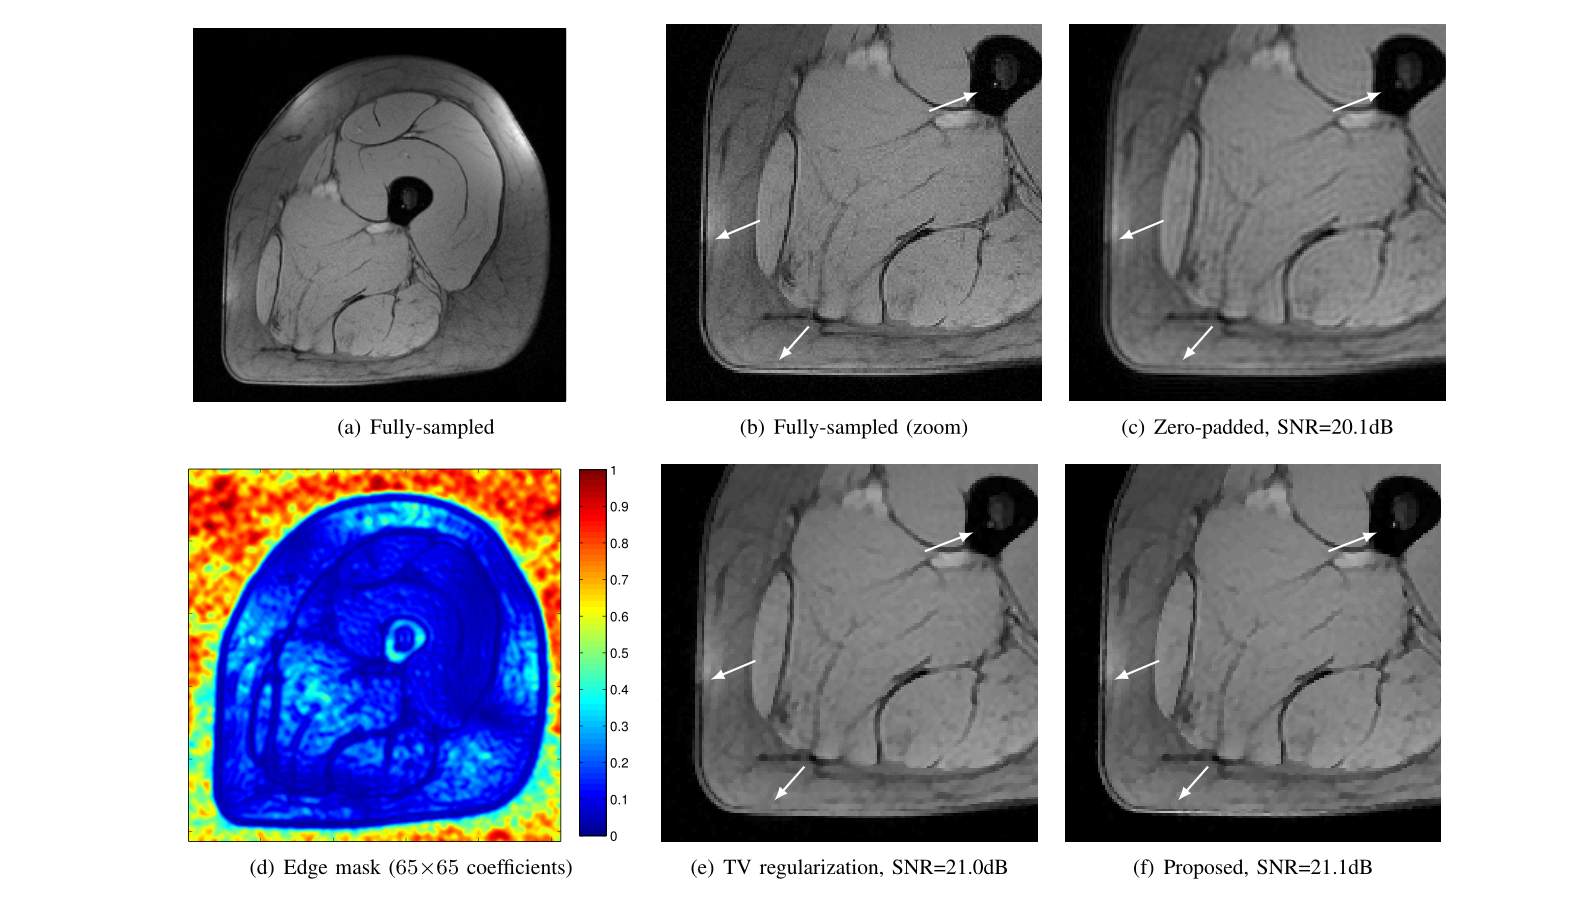 (a) Fully-sampled
(b) Fully-sampled (zoom)
(c) Zero-padded, SNR=20.1dB
1
0.9
0.8
0.7
0.6
0.5
0.4
0.3
0.2
0.1
0
(d) Edge mask (65×65 coefficients)
(e) TV regularization, SNR=21.0dB
(f) Proposed, SNR=21.1dB